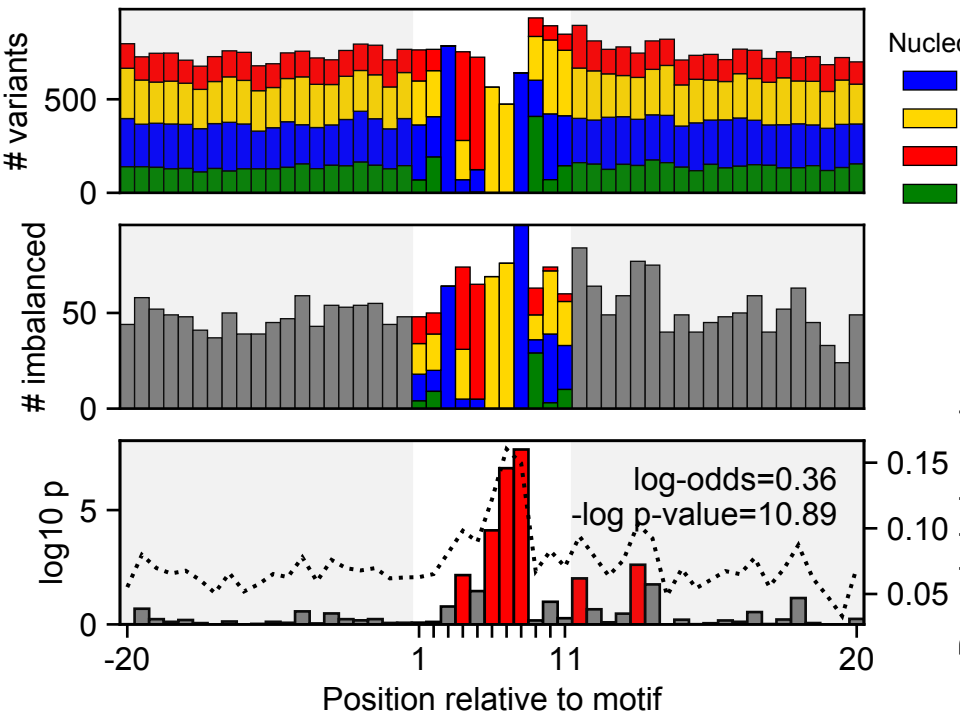 # variants
500
0
Nucleo
# imbalanced
50
0
log10 p
5
0
log-odds=0.36
-log p-value=10.89
0.15
0.10
0.05
-20
1
11
20
Position relative to motif